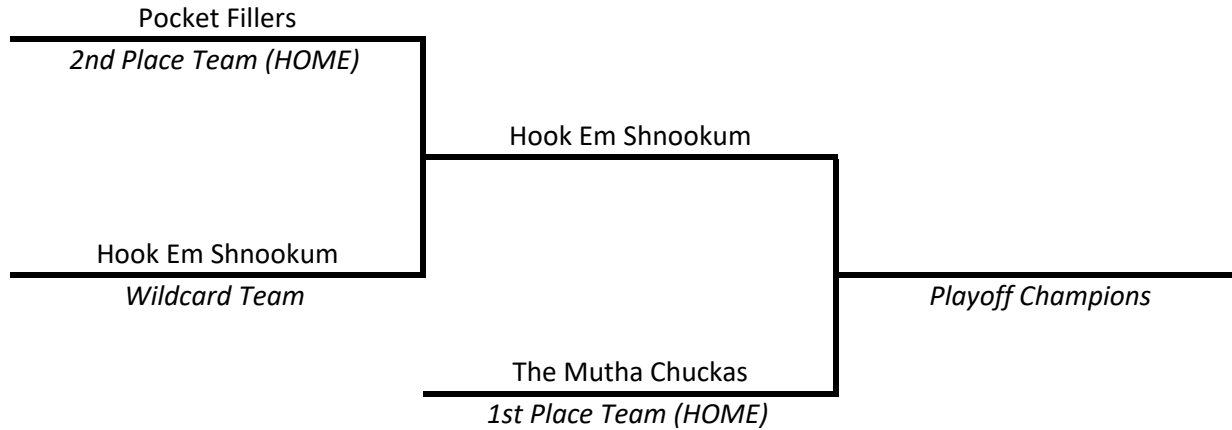 Pocket Fillers
2nd Place Team (HOME)
Hook Em Shnookum
Hook Em Shnookum
Wildcard Team
Playoff Champions
The Mutha Chuckas
1st Place Team (HOME)